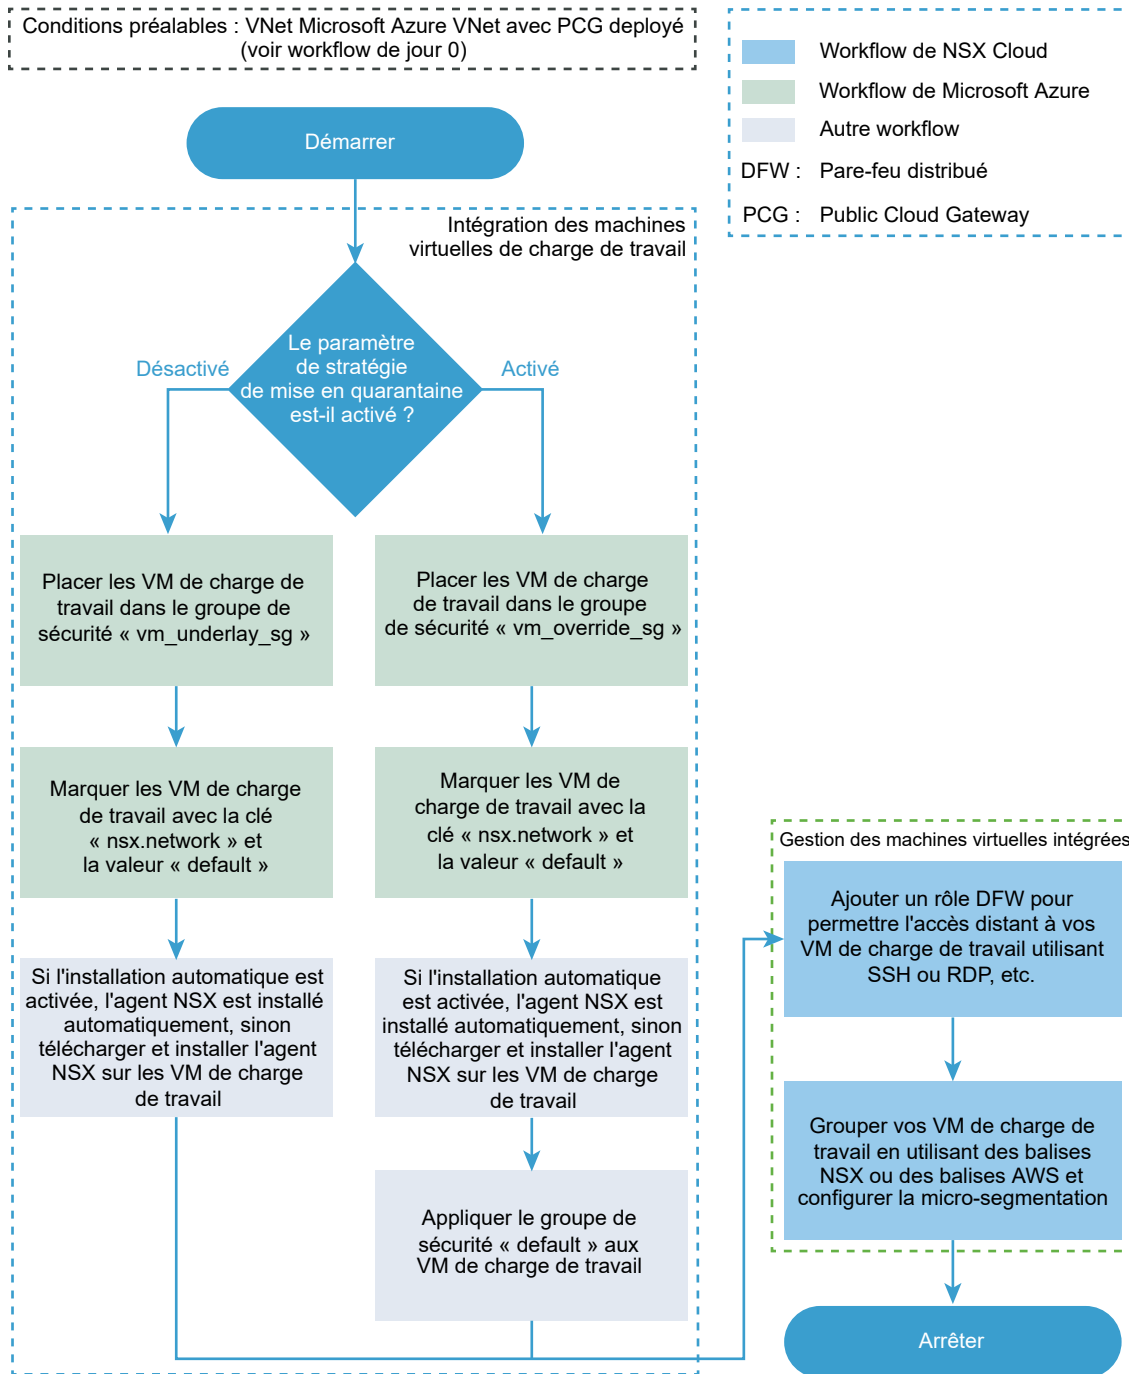 Conditions préalables : VNet Microsoft Azure VNet avec PCG deployé
(voir workflow de jour 0)
Workflow de NSX Cloud
Workflow de Microsoft Azure
Autre workflow
DFW : Pare-feu distribué
PCG : Public Cloud Gateway
Démarrer
Intégration des machines
virtuelles de charge de travail
Le paramètre
de stratégie
de mise en quarantaine
est-il activé ?
Désactivé
Activé
Placer les VM de charge de
travail dans le groupe de
sécurité « vm_underlay_sg »
Placer les VM de charge
de travail dans le groupe
de sécurité « vm_override_sg »
Marquer les VM de charge
de travail avec la clé
« nsx.network » et
la valeur « default »
Marquer les VM de
charge de travail avec la
clé « nsx.network » et
la valeur « default »
Si l'installation automatique est
activée, l'agent NSX est installé
automatiquement, sinon
télécharger et installer l'agent
NSX sur les VM de charge
de travail
Si l'installation automatique
est activée, l'agent NSX est
installé automatiquement, sinon
télécharger et installer l'agent
NSX sur les VM de charge
de travail
Appliquer le groupe de
sécurité « default » aux
VM de charge de travail
Gestion des machines virtuelles intégrées
Ajouter un rôle DFW pour
permettre l'accès distant à vos
VM de charge de travail utilisant
SSH ou RDP, etc.
Grouper vos VM de charge de
travail en utilisant des balises
NSX ou des balises AWS et
configurer la micro-segmentation
Arrêter